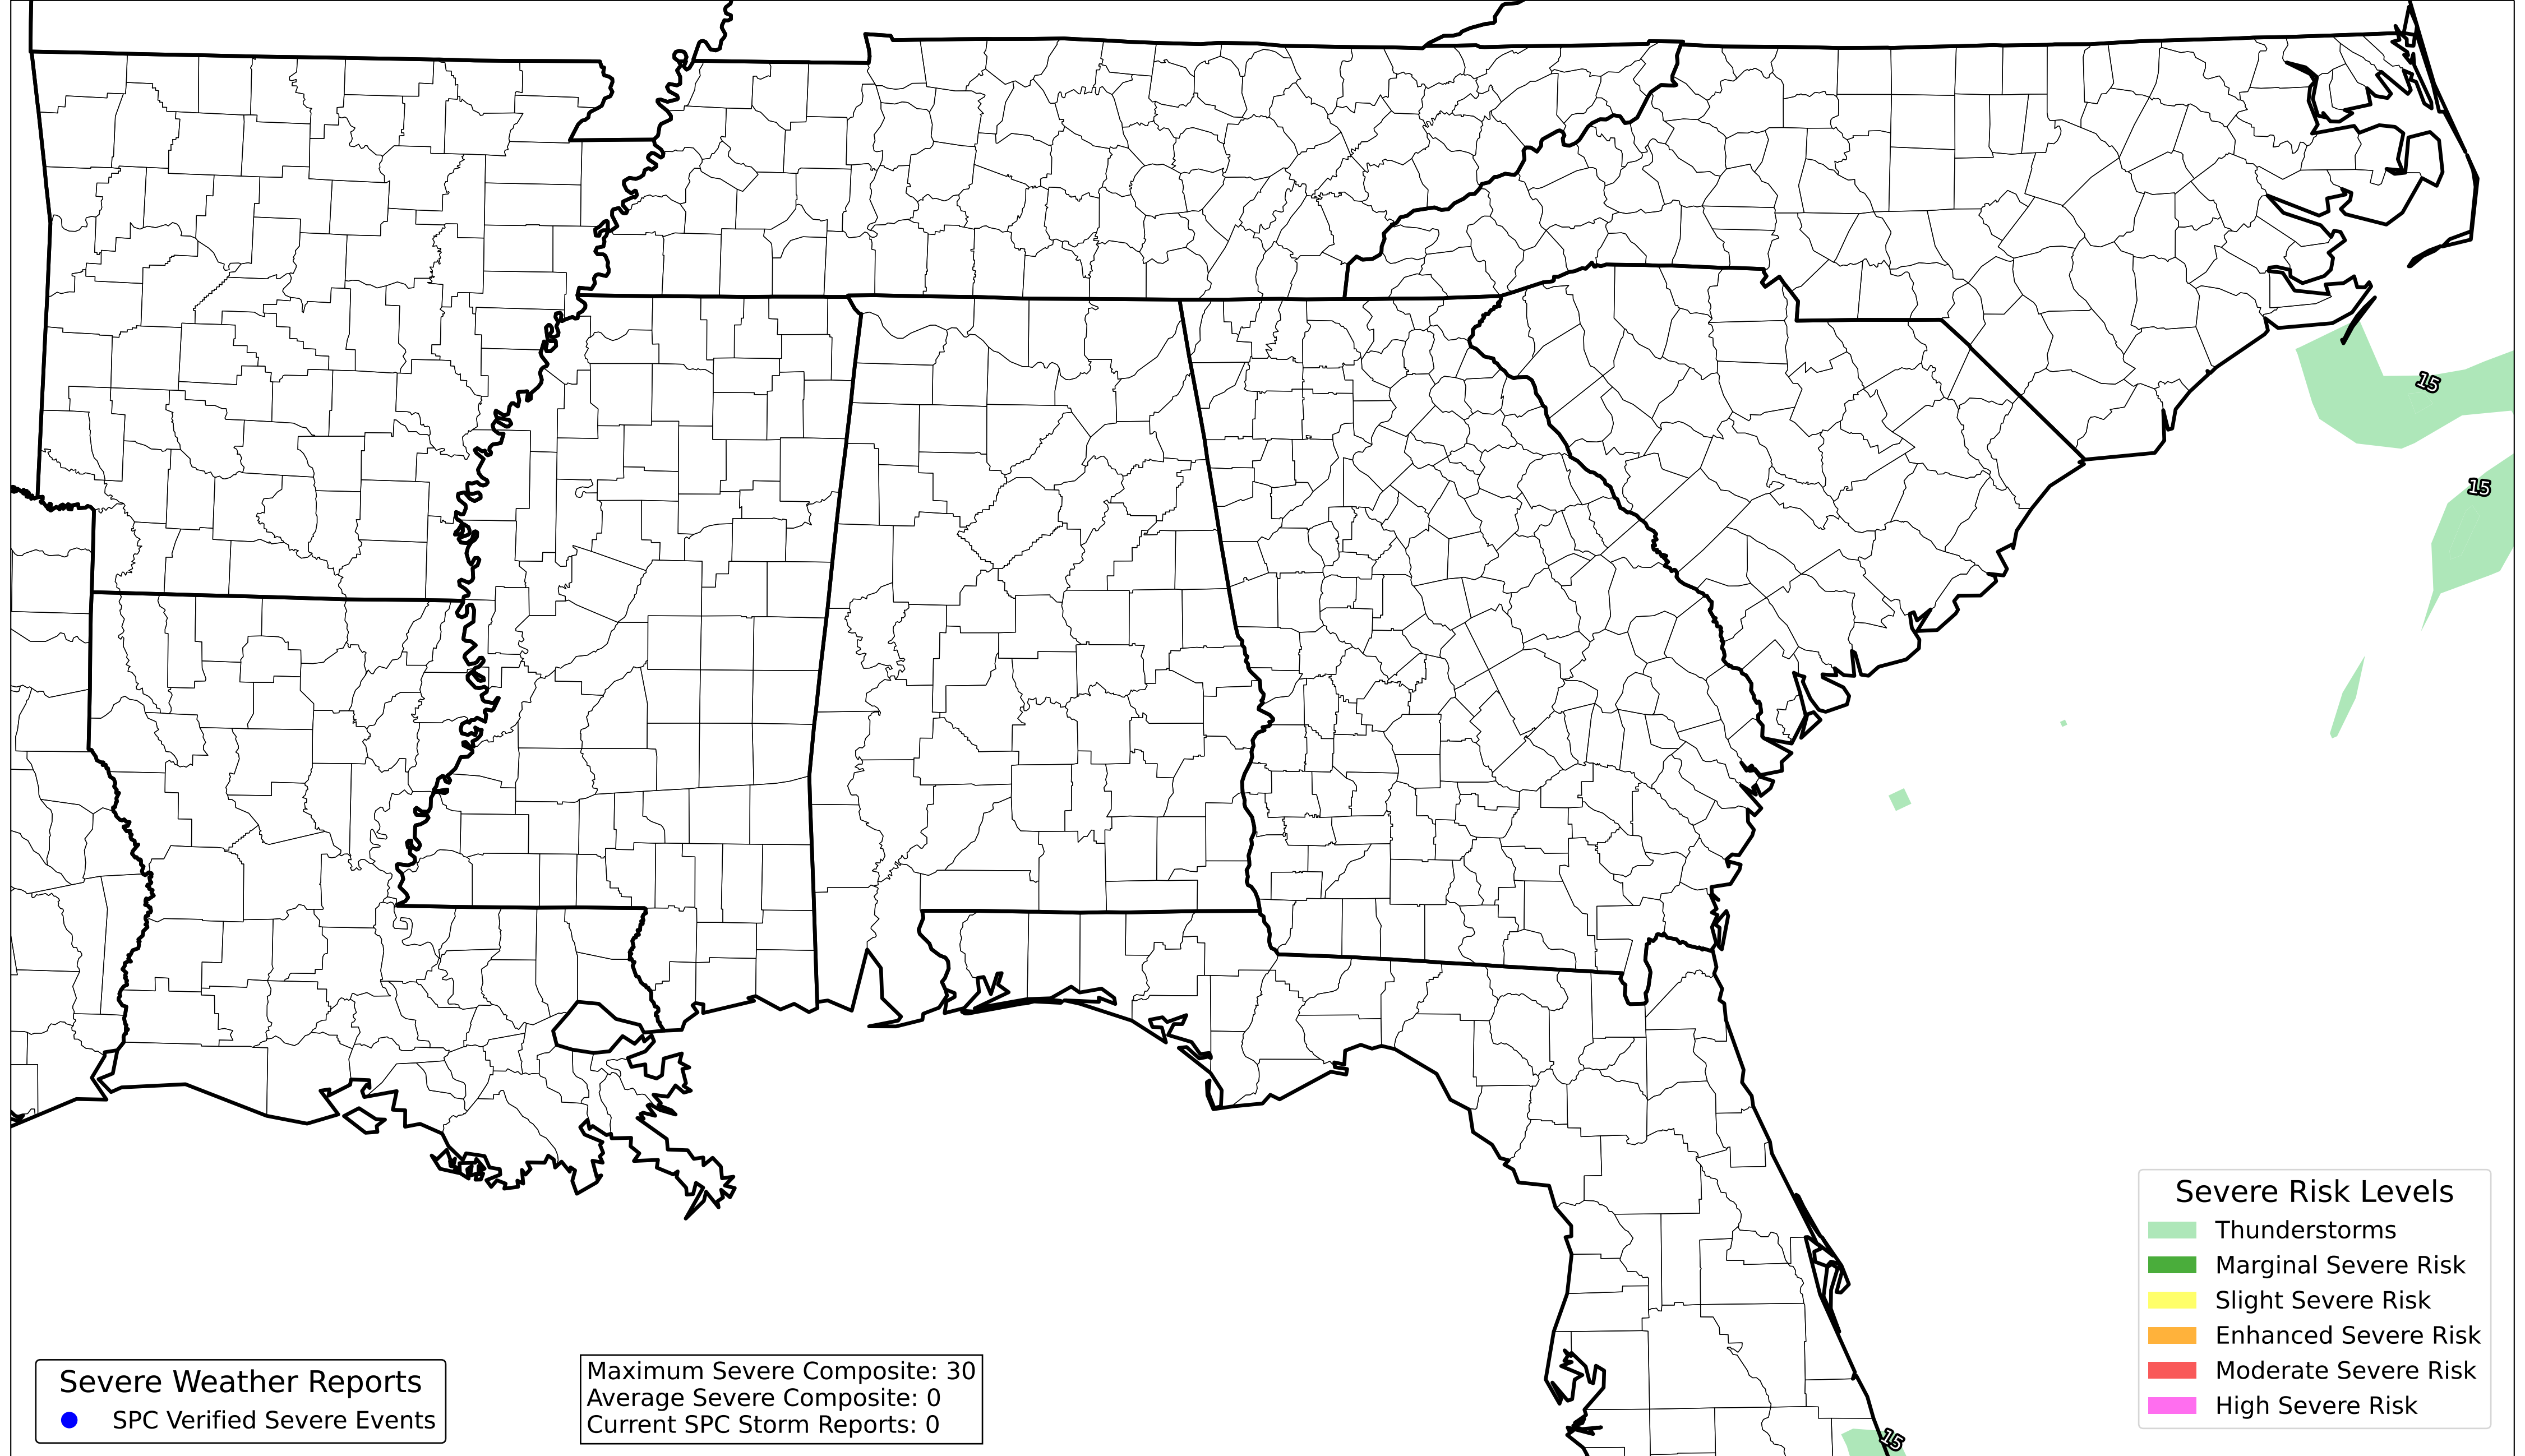 15
15
Severe Risk Levels
Thunderstorms
Marginal Severe Risk
Slight Severe Risk
Enhanced Severe Risk
Moderate Severe Risk
High Severe Risk
Severe Weather Reports
SPC Verified Severe Events
Maximum Severe Composite: 30
Average Severe Composite: 0
Current SPC Storm Reports: 0
15